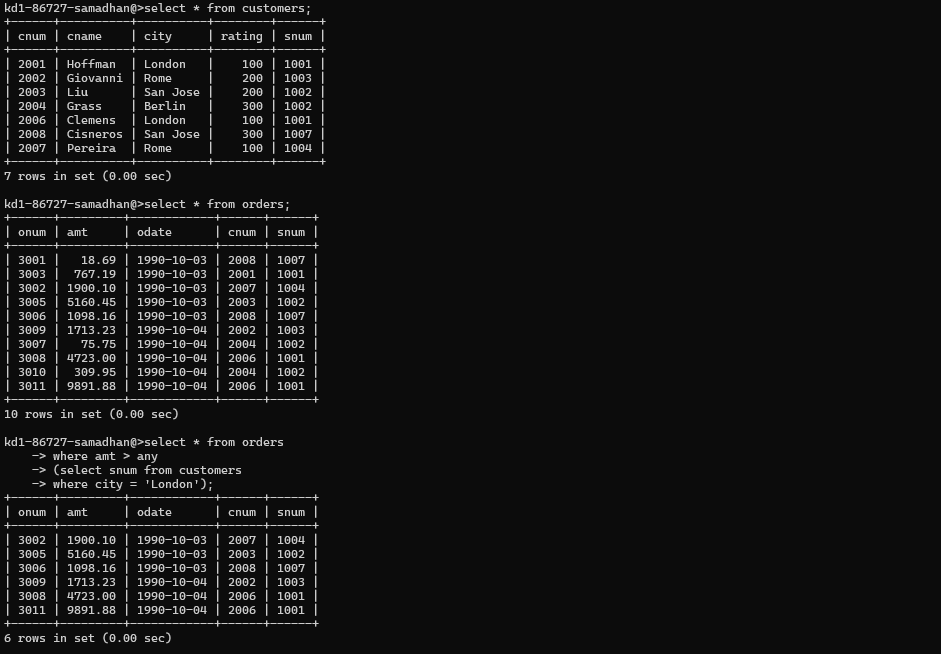 kd1-86727-samadhan@>select * from customers;
+------+----------+----------+--------+------+
| cnum | cname    | city     | rating | snum |
+------+----------+----------+--------+------+
| 2001 | Hoffman  | London   |    100 | 1001 |
| 2002 | Giovanni | Rome     |    200 | 1003 |
| 2003 | Liu      | San Jose |    200 | 1002 |
| 2004 | Grass    | Berlin   |    300 | 1002 |
| 2006 | Clemens  | London   |    100 | 1001 |
| 2008 | Cisneros | San Jose |    300 | 1007 |
| 2007 | Pereira  | Rome     |    100 | 1004 |
+------+----------+----------+--------+------+
7 rows in set (0.00 sec)

kd1-86727-samadhan@>select * from orders;
+------+---------+------------+------+------+
| onum | amt     | odate      | cnum | snum |
+------+---------+------------+------+------+
| 3001 |   18.69 | 1990-10-03 | 2008 | 1007 |
| 3003 |  767.19 | 1990-10-03 | 2001 | 1001 |
| 3002 | 1900.10 | 1990-10-03 | 2007 | 1004 |
| 3005 | 5160.45 | 1990-10-03 | 2003 | 1002 |
| 3006 | 1098.16 | 1990-10-03 | 2008 | 1007 |
| 3009 | 1713.23 | 1990-10-04 | 2002 | 1003 |
| 3007 |   75.75 | 1990-10-04 | 2004 | 1002 |
| 3008 | 4723.00 | 1990-10-04 | 2006 | 1001 |
| 3010 |  309.95 | 1990-10-04 | 2004 | 1002 |
| 3011 | 9891.88 | 1990-10-04 | 2006 | 1001 |
+------+---------+------------+------+------+
10 rows in set (0.00 sec)

kd1-86727-samadhan@>select * from orders
    -> where amt > any
    -> (select snum from customers
    -> where city = 'London');
+------+---------+------------+------+------+
| onum | amt     | odate      | cnum | snum |
+------+---------+------------+------+------+
| 3002 | 1900.10 | 1990-10-03 | 2007 | 1004 |
| 3005 | 5160.45 | 1990-10-03 | 2003 | 1002 |
| 3006 | 1098.16 | 1990-10-03 | 2008 | 1007 |
| 3009 | 1713.23 | 1990-10-04 | 2002 | 1003 |
| 3008 | 4723.00 | 1990-10-04 | 2006 | 1001 |
| 3011 | 9891.88 | 1990-10-04 | 2006 | 1001 |
+------+---------+------------+------+------+
6 rows in set (0.00 sec)